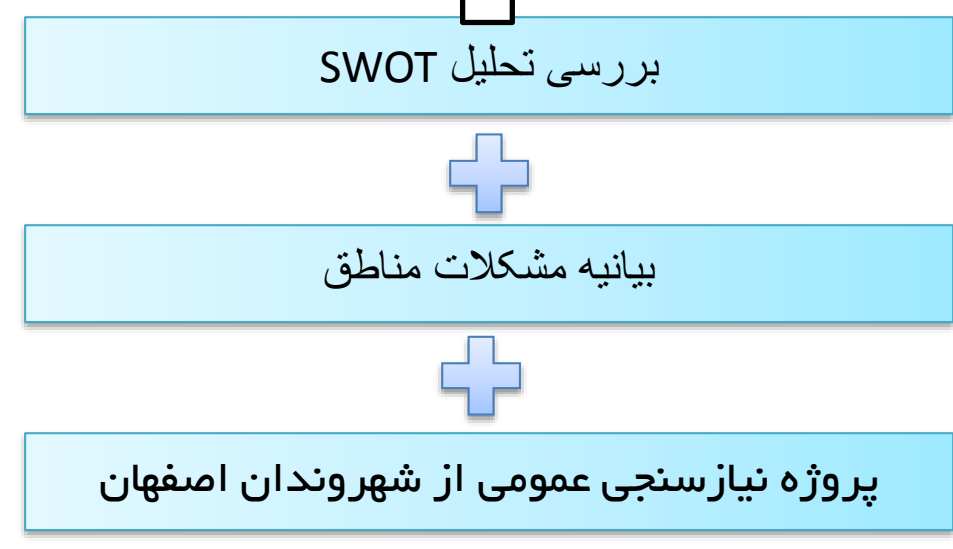 بررسی تحلیل SWOT
بیانیه مشکلات مناطق
پروژه نیازسنجی عمومی از شهروندان اصفهان